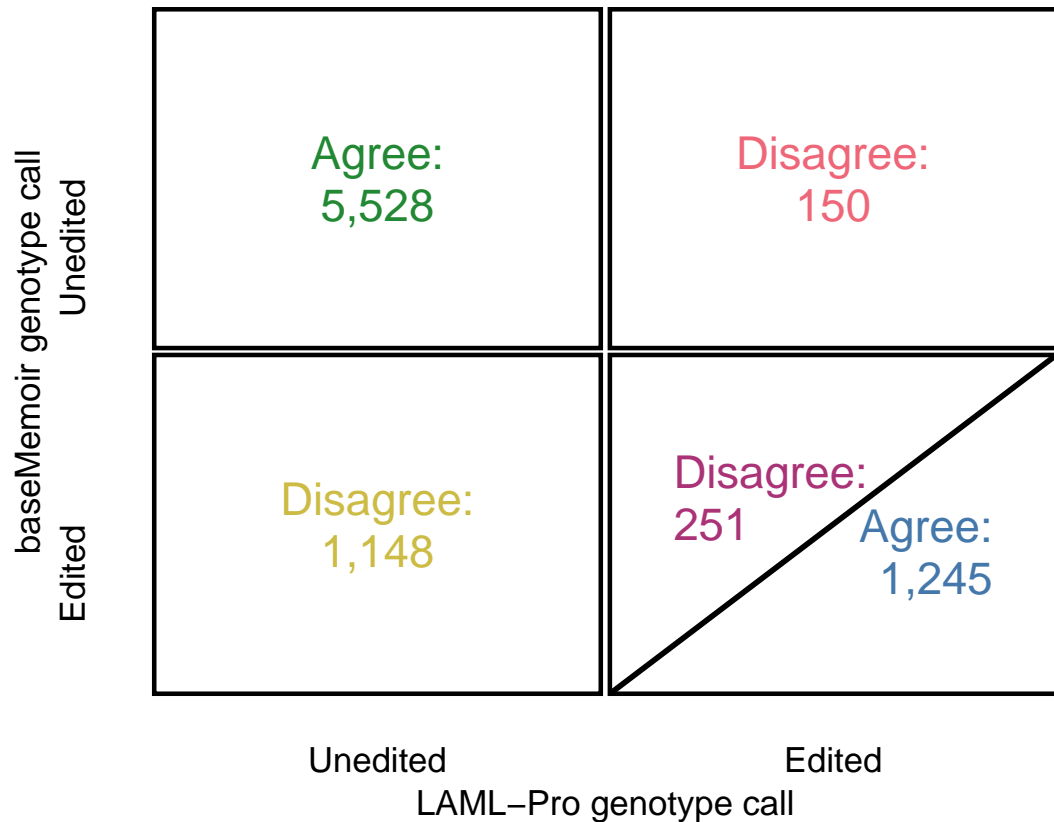 baseMemoir genotype call
Unedited
Edited
Agree:
5,528
Disagree:
150
Disagree:
1,148
Disagree:
251
Agree:
1,245
Unedited
Edited
LAML−Pro genotype call